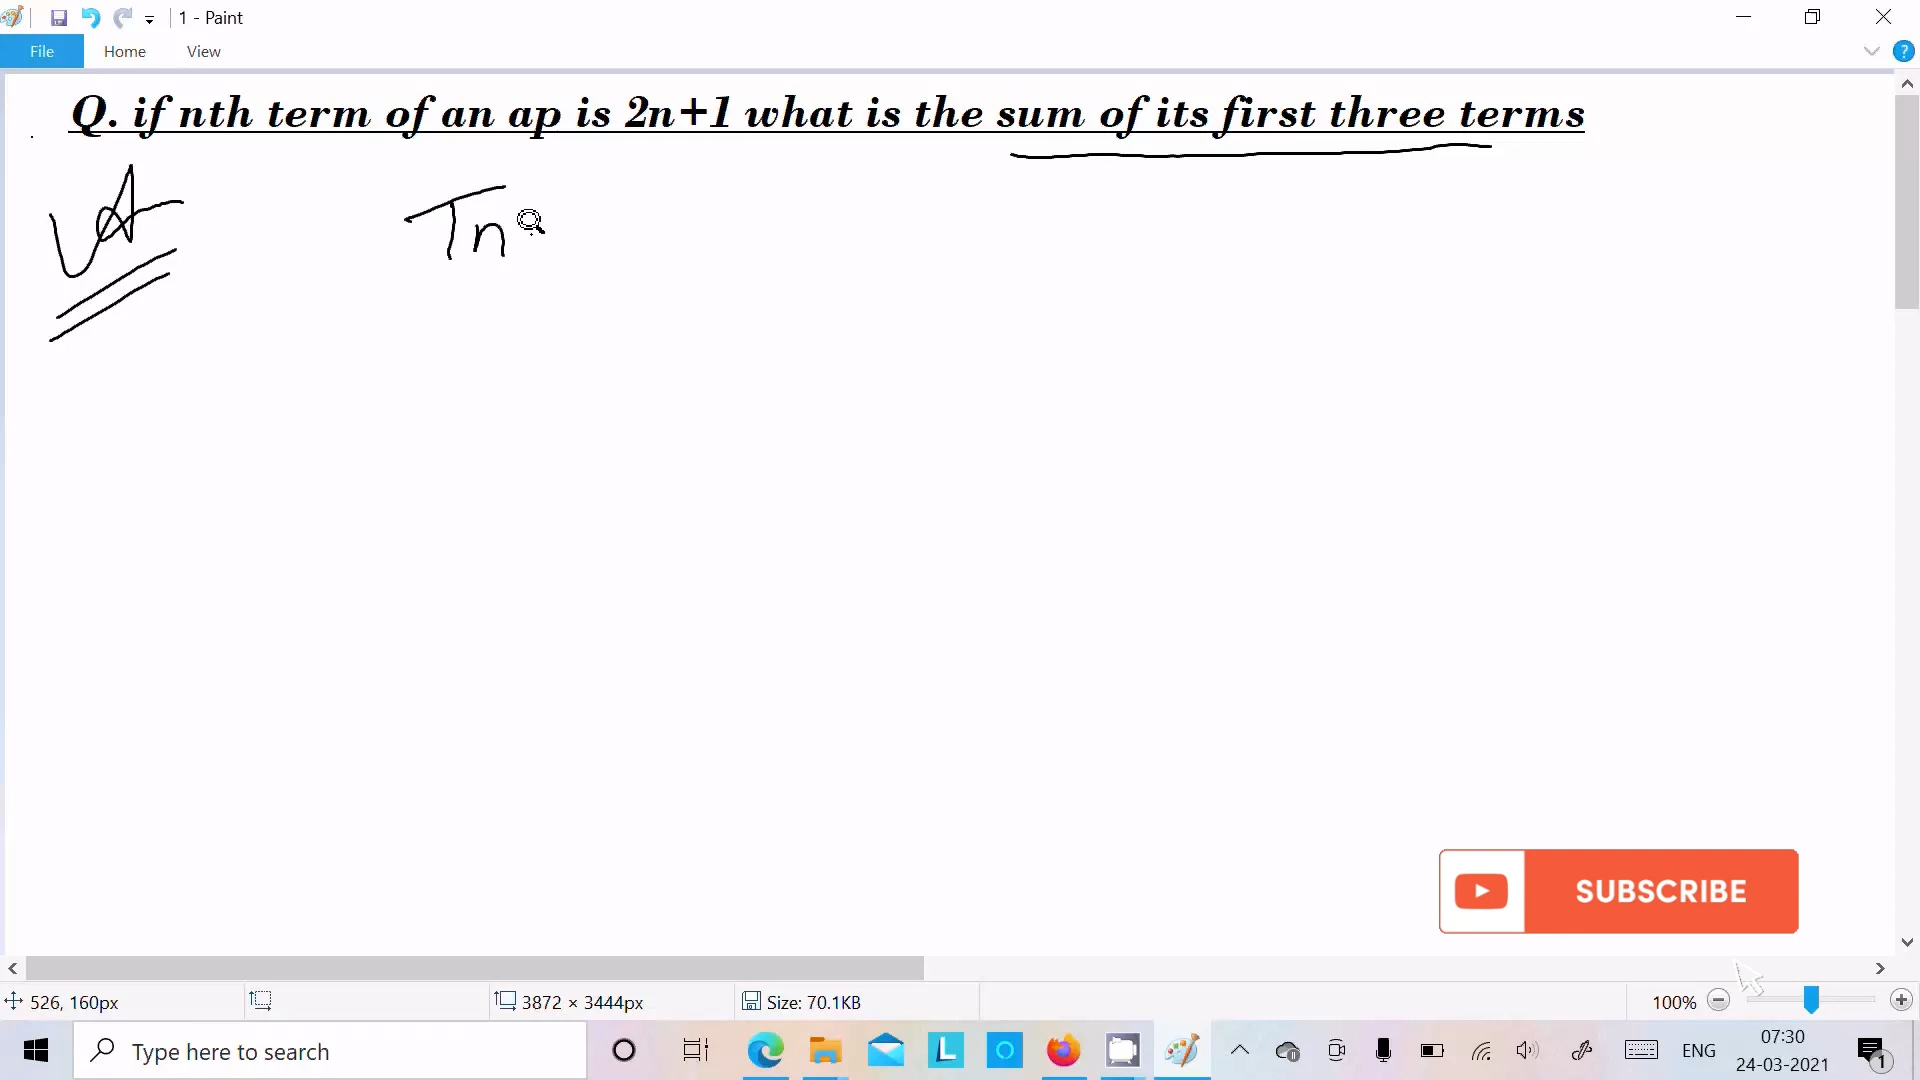 1 - Paint
File Home View
Q. if nth term of an ap is 2n+1 what is the sum of its first three terms
Tn
SUBSCRIBE
526, 160px 3872 × 3444px Size: 70.1KB 100%
Type here to search
L
ENG
07:30
24-03-2021
1